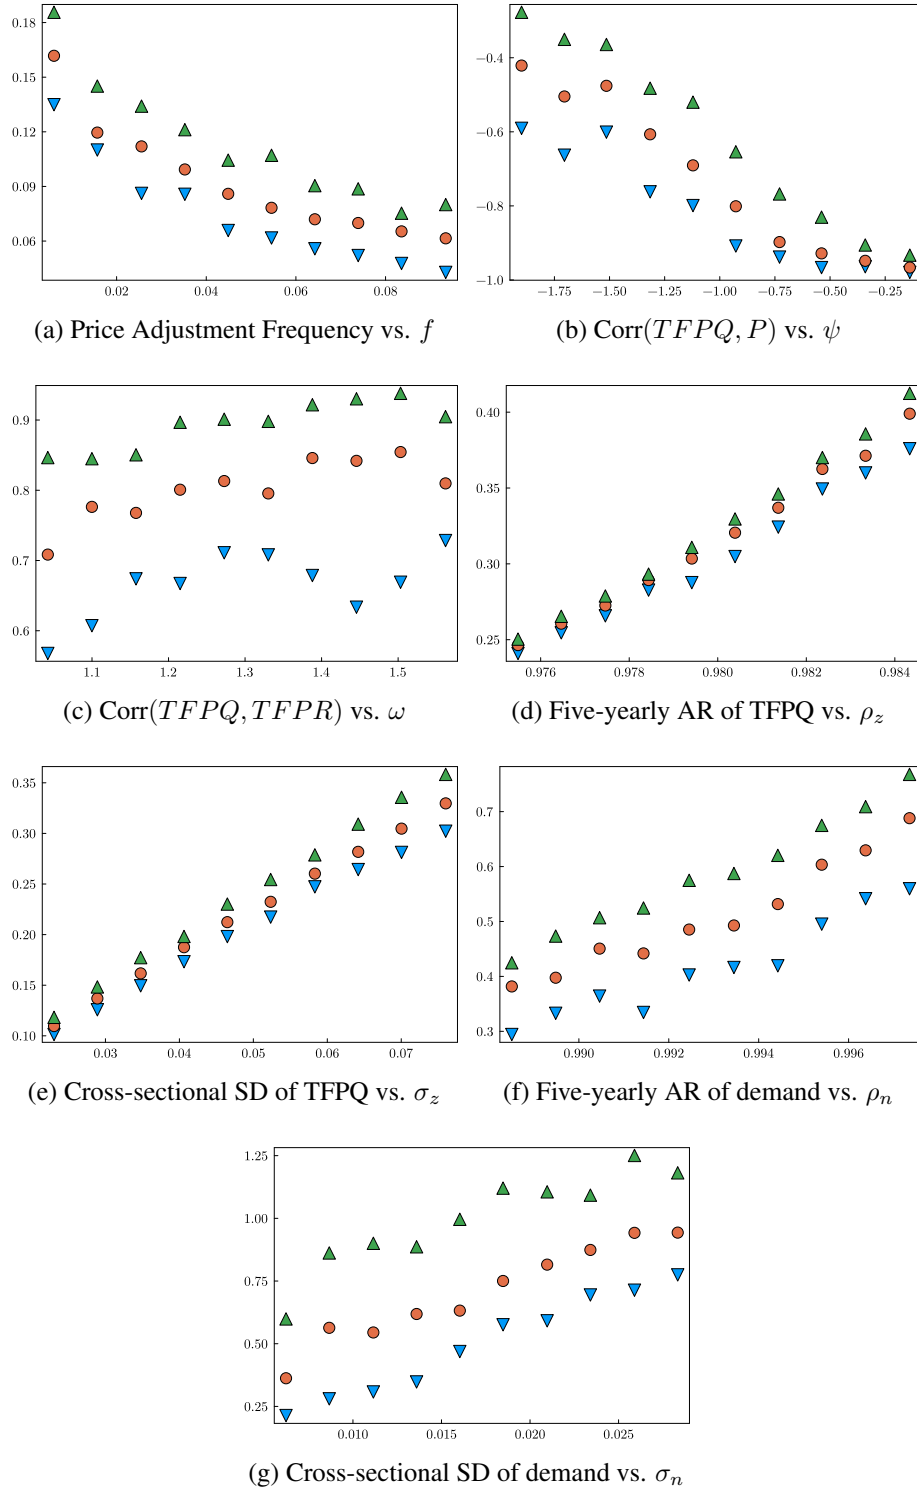 0.18
0.12
0.06
0.02 0.04 0.06 0.08
(a) Price Adjustment Frequency vs. f
−0.4
−0.6
−0.8
−1.0
−1.75 −1.50 −1.25 −1.00 −0.75 −0.50 −0.25
(b) Corr(TFPQ, P) vs. ψ
0.9
0.8
0.7
0.6
1.1 1.2 1.3 1.4 1.5
(c) Corr(TFPQ, TFPR) vs. ω
0.40
0.35
0.30
0.25
0.976 0.978 0.980 0.982 0.984
(d) Five-yearly AR of TFPQ vs. ρ_z
0.35
0.30
0.25
0.20
0.15
0.10
0.03 0.04 0.05 0.06 0.07
(e) Cross-sectional SD of TFPQ vs. σ_z
0.7
0.6
0.5
0.4
0.3
0.990 0.992 0.994 0.996
(f) Five-yearly AR of demand vs. ρ_n
1.25
1.00
0.75
0.50
0.25
0.010 0.015 0.020 0.025
(g) Cross-sectional SD of demand vs. σ_n